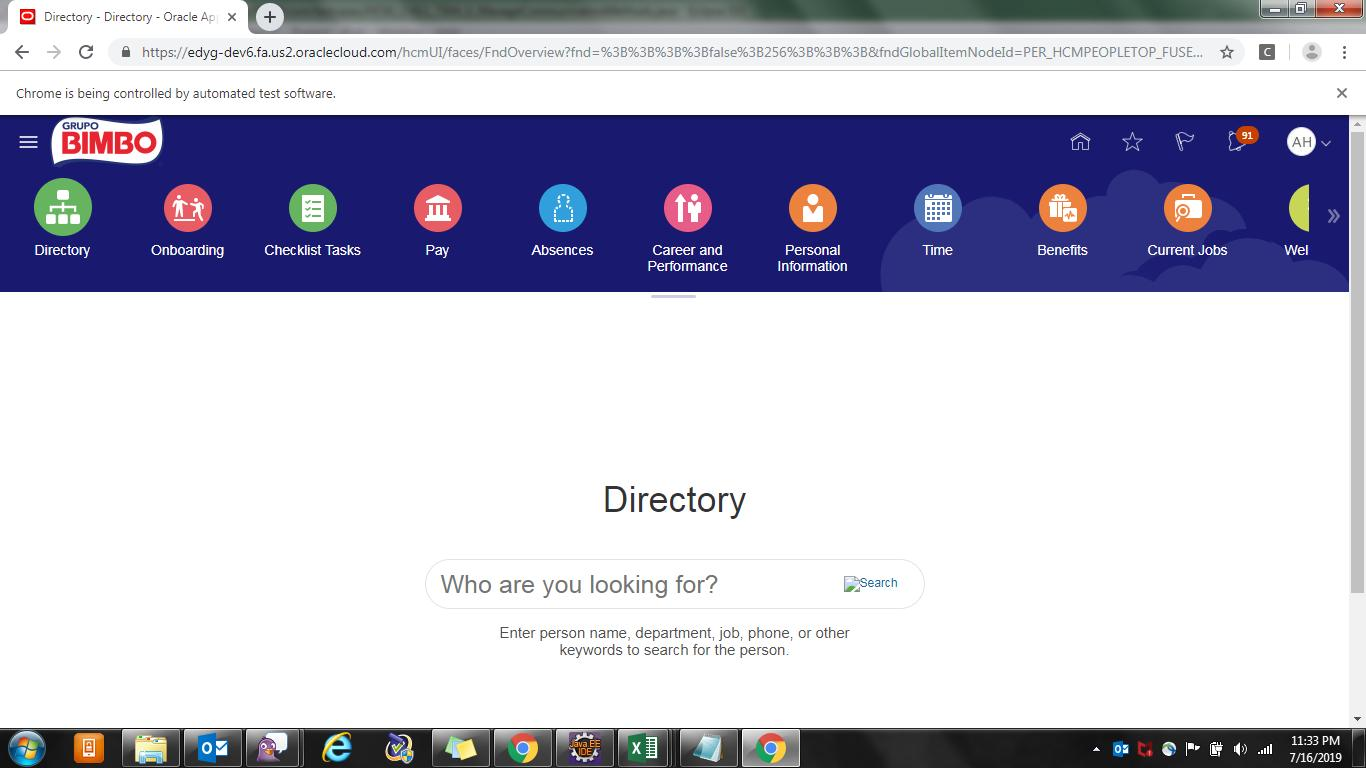 Directory - Directory - Oracle Ap
https://edyg-dev6.fa.us2.oraclecloud.com/hcmUI/faces/FndOverview?fnd=%3B%3B%3B%3Bfalse%3B256%3B%3B%3B&fndGlobalItemNodeId=PER_HCMPEOPLETOP_FUSE...
C
Chrome is being controlled by automated test software.
GRUPO
BIMBO
91
AH
Directory
Onboarding
Checklist Tasks
Pay
Absences
Career and
Performance
Personal
Information
Time
Benefits
Current Jobs
Wel
Directory
Who are you looking for?
Search
Enter person name, department, job, phone, or other
keywords to search for the person.
Java EE
IDE
11:33 PM
7/16/2019